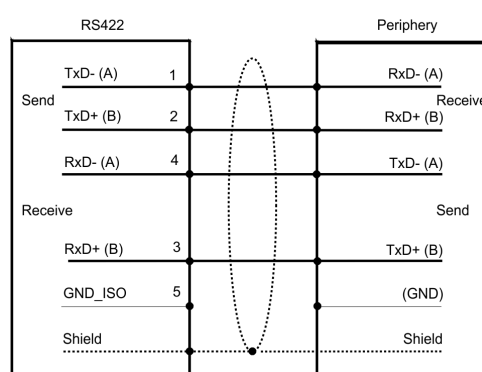 RS422 Periphery
TxD- (A) 1 RxD- (A)
Send Receive
TxD+ (B) 2 RxD+ (B)
RxD- (A) 4 TxD- (A)
Receive Send
RxD+ (B) 3 TxD+ (B)
GND_ISO 5 (GND)
Shield Shield